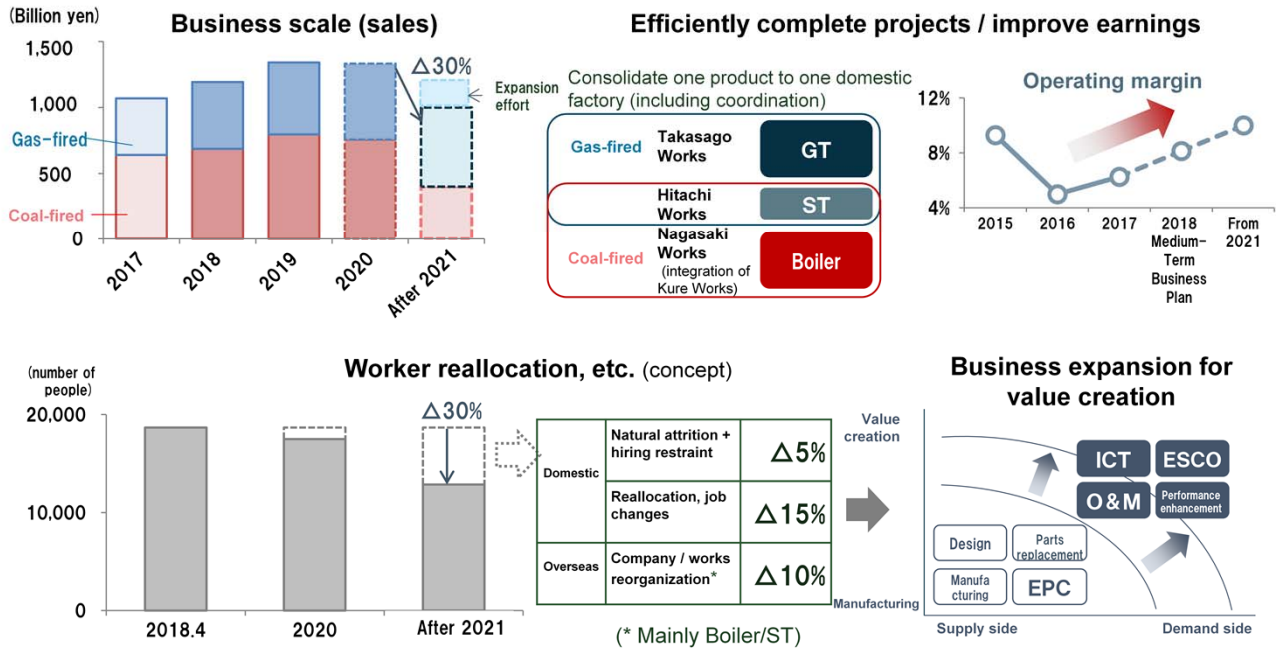 (Billion yen)
Business scale (sales)
1,500
1,000
500
0
Gas-fired
Coal-fired
△30%
Expansion
effort
2017
2018
2019
2020
After 2021
Efficiently complete projects / improve earnings
Consolidate one product to one domestic
factory (including coordination)
Gas-fired
Takasago
Works
GT
Hitachi
Works
ST
Coal-fired
Nagasaki
Works
(integration of
Kure Works)
Boiler
Operating margin
12%
8%
4%
2015
2016
2017
2018
Medium-
Term
Business
Plan
From
2021
Worker reallocation, etc. (concept)
(number of
people)
20,000
10,000
0
△30%
2018.4
2020
After 2021
Domestic
Natural attrition +
hiring restraint
△5%
Reallocation, job
changes
△15%
Overseas
Company / works
reorganization*
△10%
(* Mainly Boiler/ST)
Business expansion for
value creation
Value
creation
Manufacturing
ICT
ESCO
O&M
Performance
enhancement
Design
Parts
replacement
Manufa
cturing
EPC
Supply side
Demand side